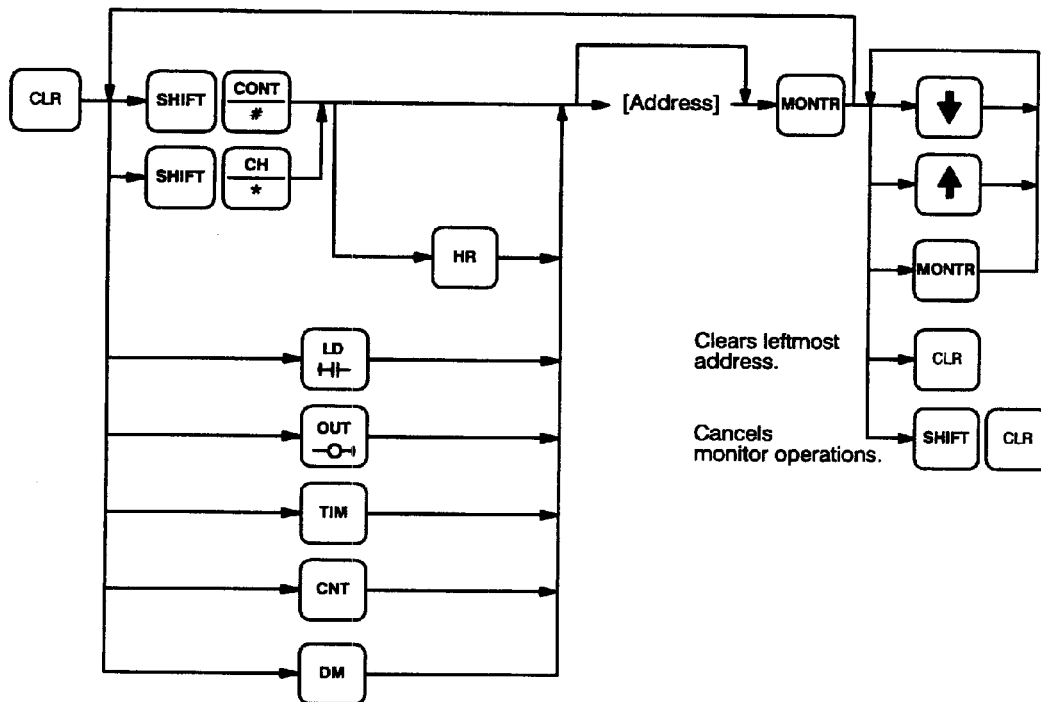 CLR
SHIFT
CONT
#
[Address]
MONTR
SHIFT
CH
*
HR
MONTR
LD
Clears leftmost
address.
CLR
OUT
Cancels
monitor operations.
SHIFT
CLR
TIM
CNT
DM